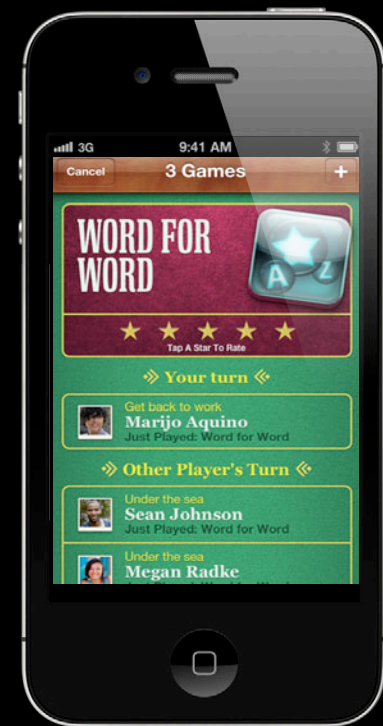 3G 9:41 AM
Cancel 3 Games +
WORD FOR
WORD
A Z
Tap A Star To Rate
Your turn
Get back to work
Marijo Aquino
Just Played: Word for Word
Other Player's Turn
Under the sea
Sean Johnson
Just Played: Word for Word
Under the sea
Megan Radke